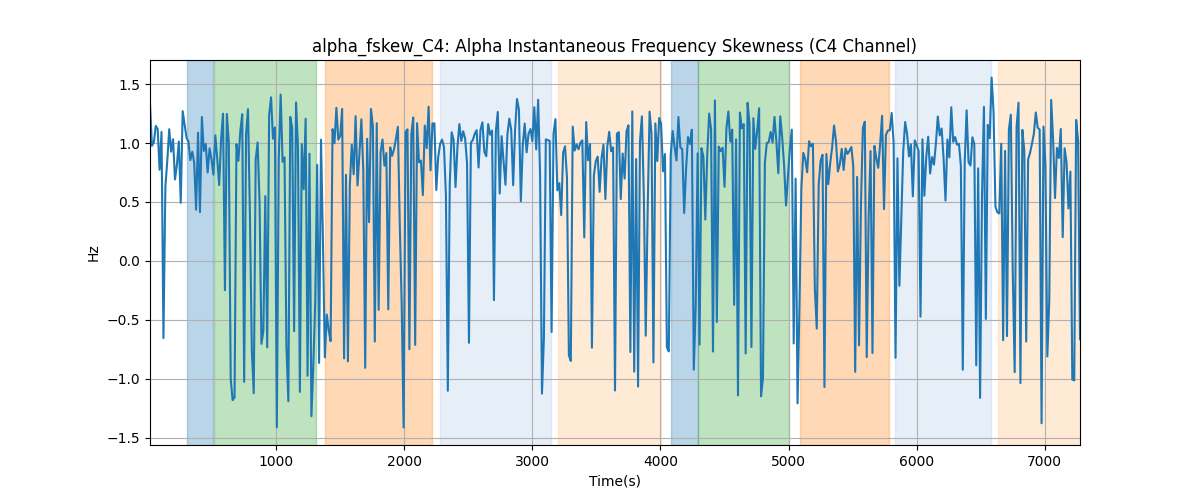 alpha_fskew_C4: Alpha Instantaneous Frequency Skewness (C4 Channel)
1.5
1.0
0.5
0.0
−0.5
−1.0
−1.5
Hz
1000 2000 3000 4000 5000 6000 7000
Time(s)